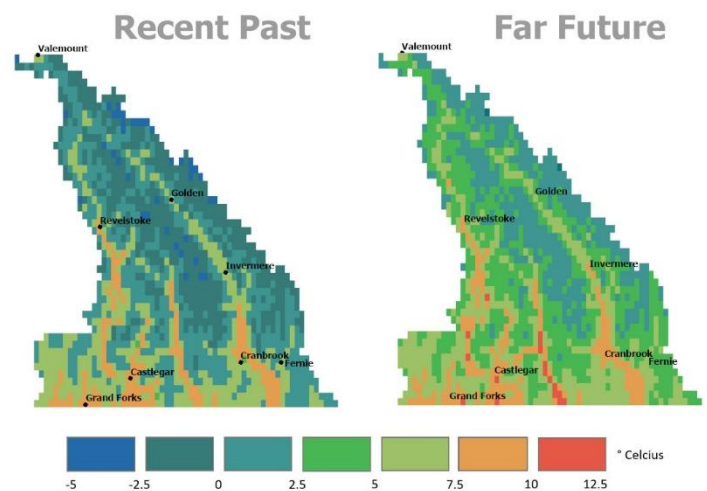 Recent Past
Far Future
Valemount
Valemount
Golden
Golden
Revelstoke
Revelstoke
Invermere
Invermere
Cranbrook
Fernie
Cranbrook
Fernie
Castlegar
Castlegar
Grand Forks
Grand Forks
° Celcius
-5 -2.5 0 2.5 5 7.5 10 12.5